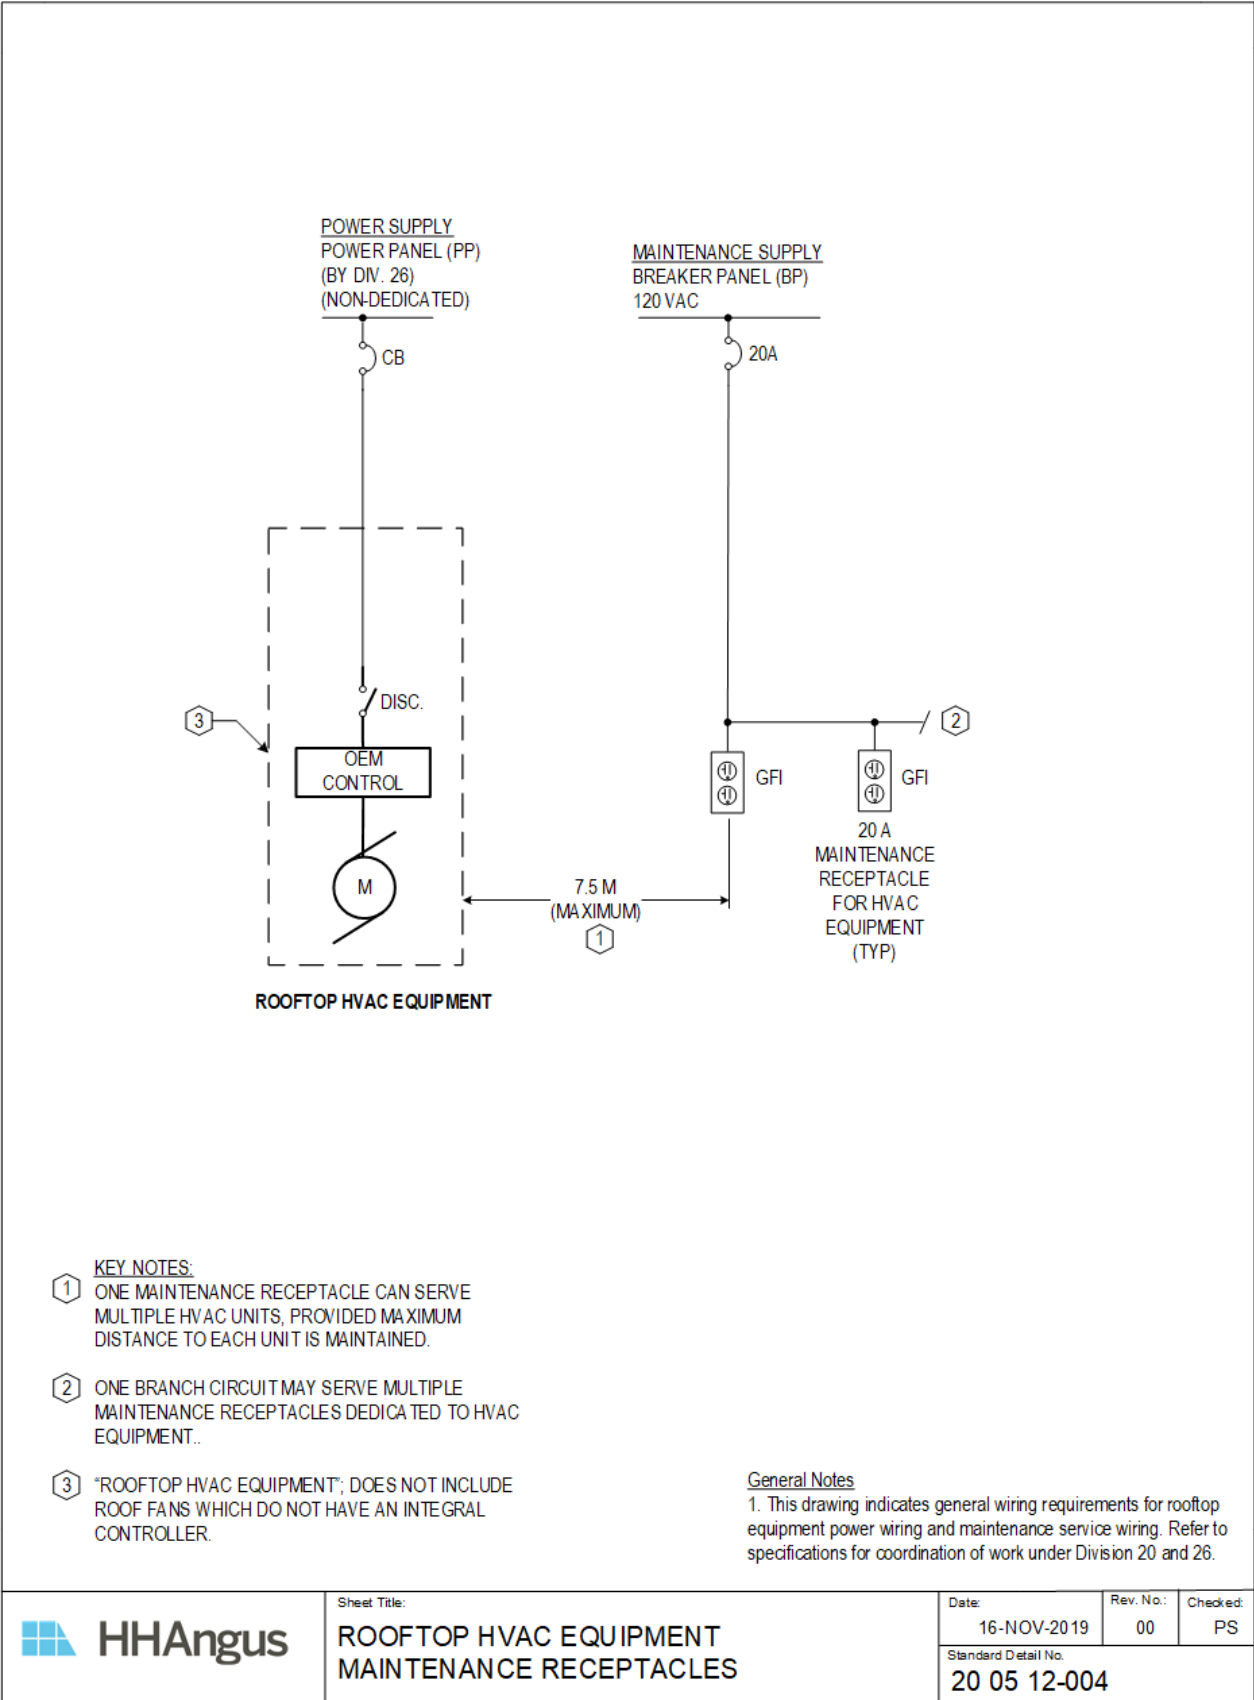 POWER SUPPLY
POWER PANEL (PP)
(BY DIV. 26)
(NON-DEDICATED)
CB
MAINTENANCE SUPPLY
BREAKER PANEL (BP)
120 VAC
20A
DISC.
3
OEM
CONTROL
M
2
GFI
GFI
20 A
MAINTENANCE
RECEPTACLE
FOR HVAC
EQUIPMENT
(TYP)
7.5 M
(MAXIMUM)
1
ROOFTOP HVAC EQUIPMENT
KEY NOTES:
1 ONE MAINTENANCE RECEPTACLE CAN SERVE
MULTIPLE HVAC UNITS, PROVIDED MAXIMUM
DISTANCE TO EACH UNIT IS MAINTAINED.
2 ONE BRANCH CIRCUIT MAY SERVE MULTIPLE
MAINTENANCE RECEPTACLES DEDICATED TO HVAC
EQUIPMENT..
3 “ROOFTOP HVAC EQUIPMENT”; DOES NOT INCLUDE
ROOF FANS WHICH DO NOT HAVE AN INTEGRAL
CONTROLLER.
General Notes
1. This drawing indicates general wiring requirements for rooftop
equipment power wiring and maintenance service wiring. Refer to
specifications for coordination of work under Division 20 and 26.
HHAngus
Sheet Title:
ROOFTOP HVAC EQUIPMENT
MAINTENANCE RECEPTACLES
Date:
16-NOV-2019
Rev. No.:
00
Checked:
PS
Standard Detail No.
20 05 12-004